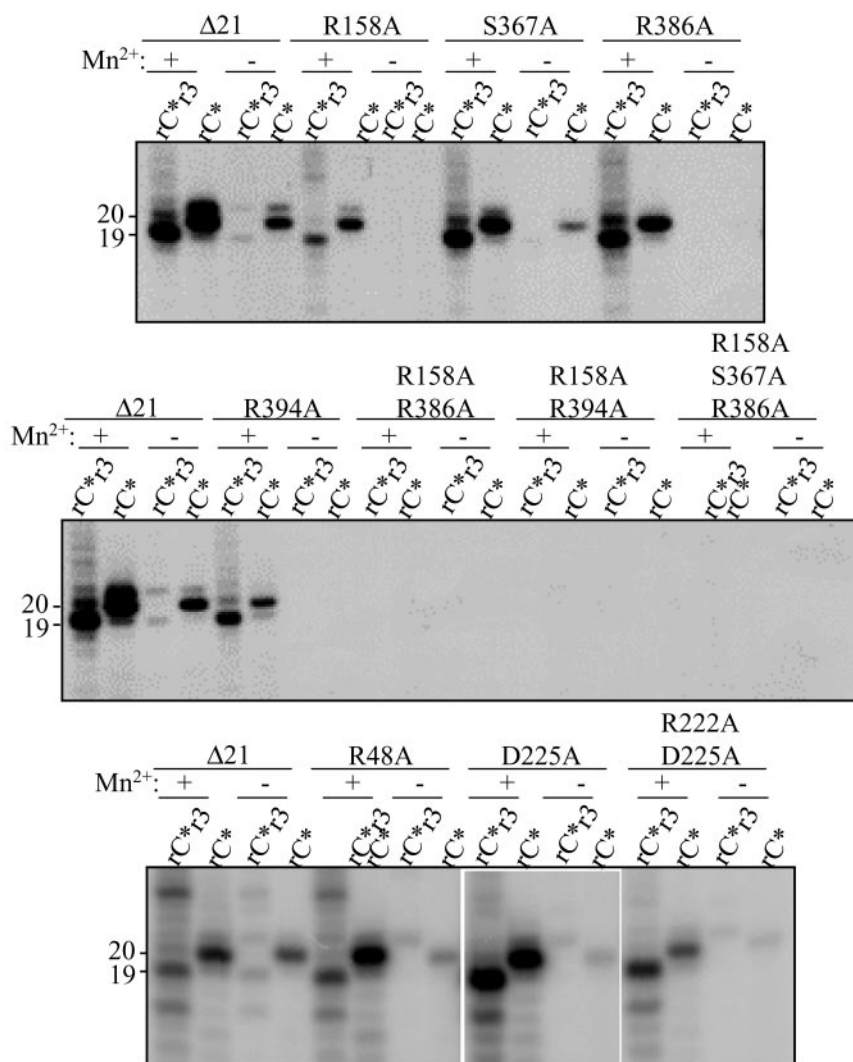 Δ21 R158A S367A R386A
Mn²⁺: + - + - + - + -
rC*r3 rC* rC*r3 rC* rC*r3 rC* rC*r3 rC* rC*r3 rC* rC*r3 rC* rC*r3 rC* rC*r3 rC*
20
19
R158A
R158A R158A S367A
Δ21 R394A R386A R394A R386A
Mn²⁺: + - + - + - + - + -
rC*r3 rC* rC*r3 rC* rC*r3 rC* rC*r3 rC* rC*r3 rC* rC*r3 rC* rC*r3 rC* rC*r3 rC* rC*r3 rC* rC*r3 rC*
20
19
R222A
Δ21 R48A D225A D225A
Mn²⁺: + - + - + - + -
rC*r3 rC* rC*r3 rC* rC*r3 rC* rC*r3 rC* rC*r3 rC* rC*r3 rC* rC*r3 rC* rC*r3 rC*
20
19